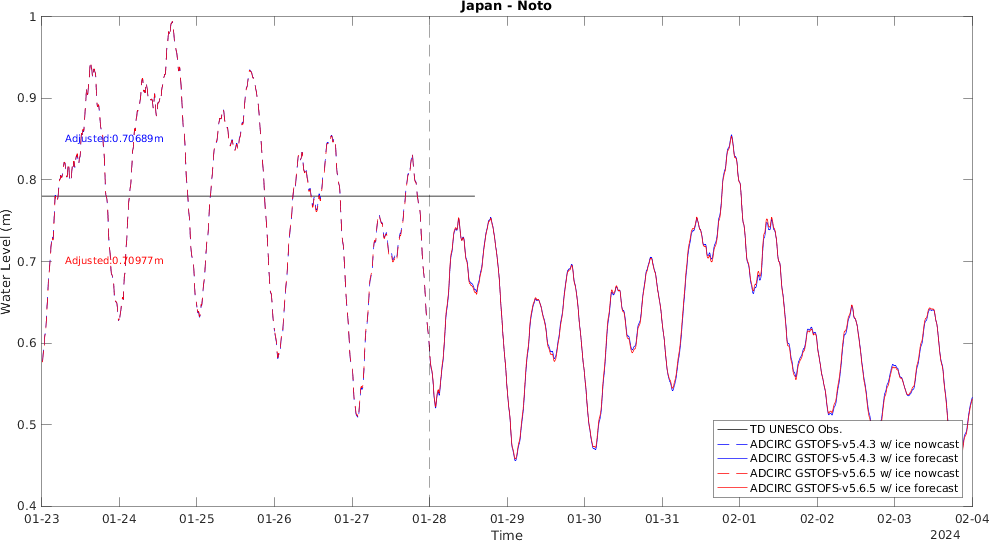 Japan - Noto
1
0.9
0.8
0.7
0.6
0.5
0.4
Water Level (m)
Adjusted:0.70689m
Adjusted:0.70977m
TD UNESCO Obs.
ADCIRC GSTOFS-v5.4.3 w/ ice nowcast
ADCIRC GSTOFS-v5.4.3 w/ ice forecast
ADCIRC GSTOFS-v5.6.5 w/ ice nowcast
ADCIRC GSTOFS-v5.6.5 w/ ice forecast
01-23 01-24 01-25 01-26 01-27 01-28 01-29 01-30 01-31 02-01 02-02 02-03 02-04
Time
2024